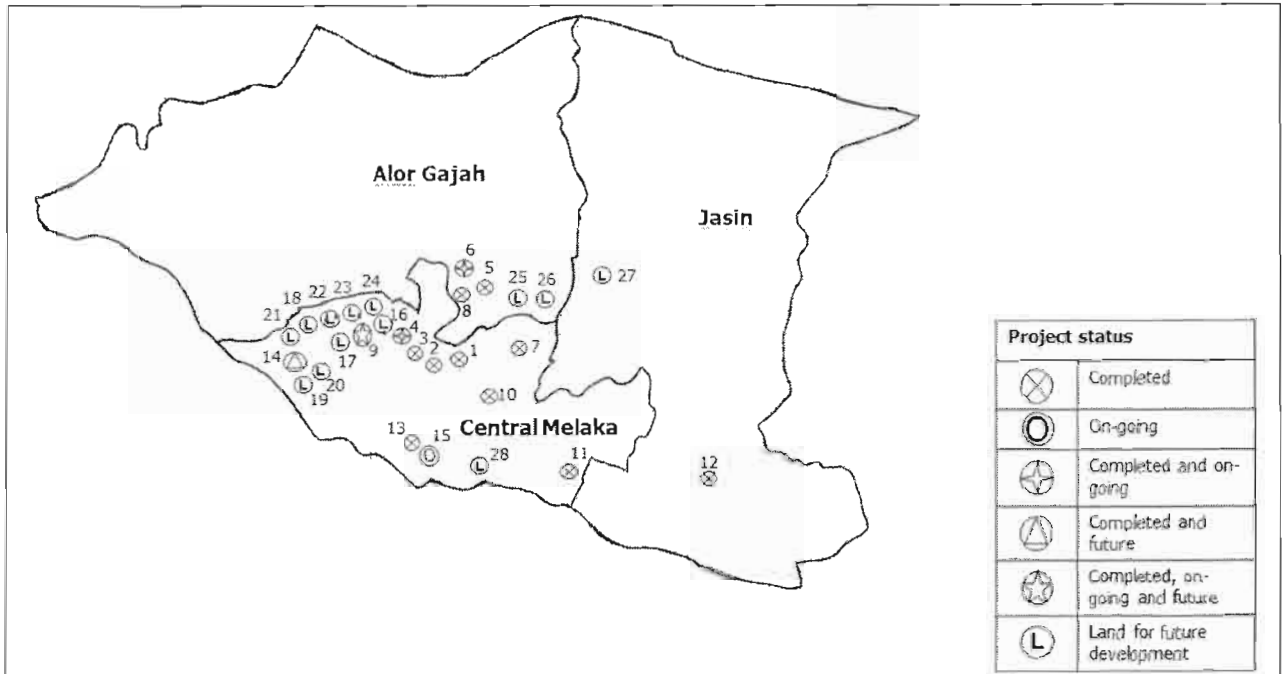 Alor Gajah
Jasin
6
5
25
26
27
8
24
23
22
18
21
16
4
3
2
1
7
9
17
14
20
19
10
Central Melaka
13
15
28
11
12
L
L
L
L
L
L
L
L
L
L
L
L
O
L
Project status
Completed
O
On-going
Completed and on-
going
Completed and
future
Completed, on-
going and future
L
Land for future
development